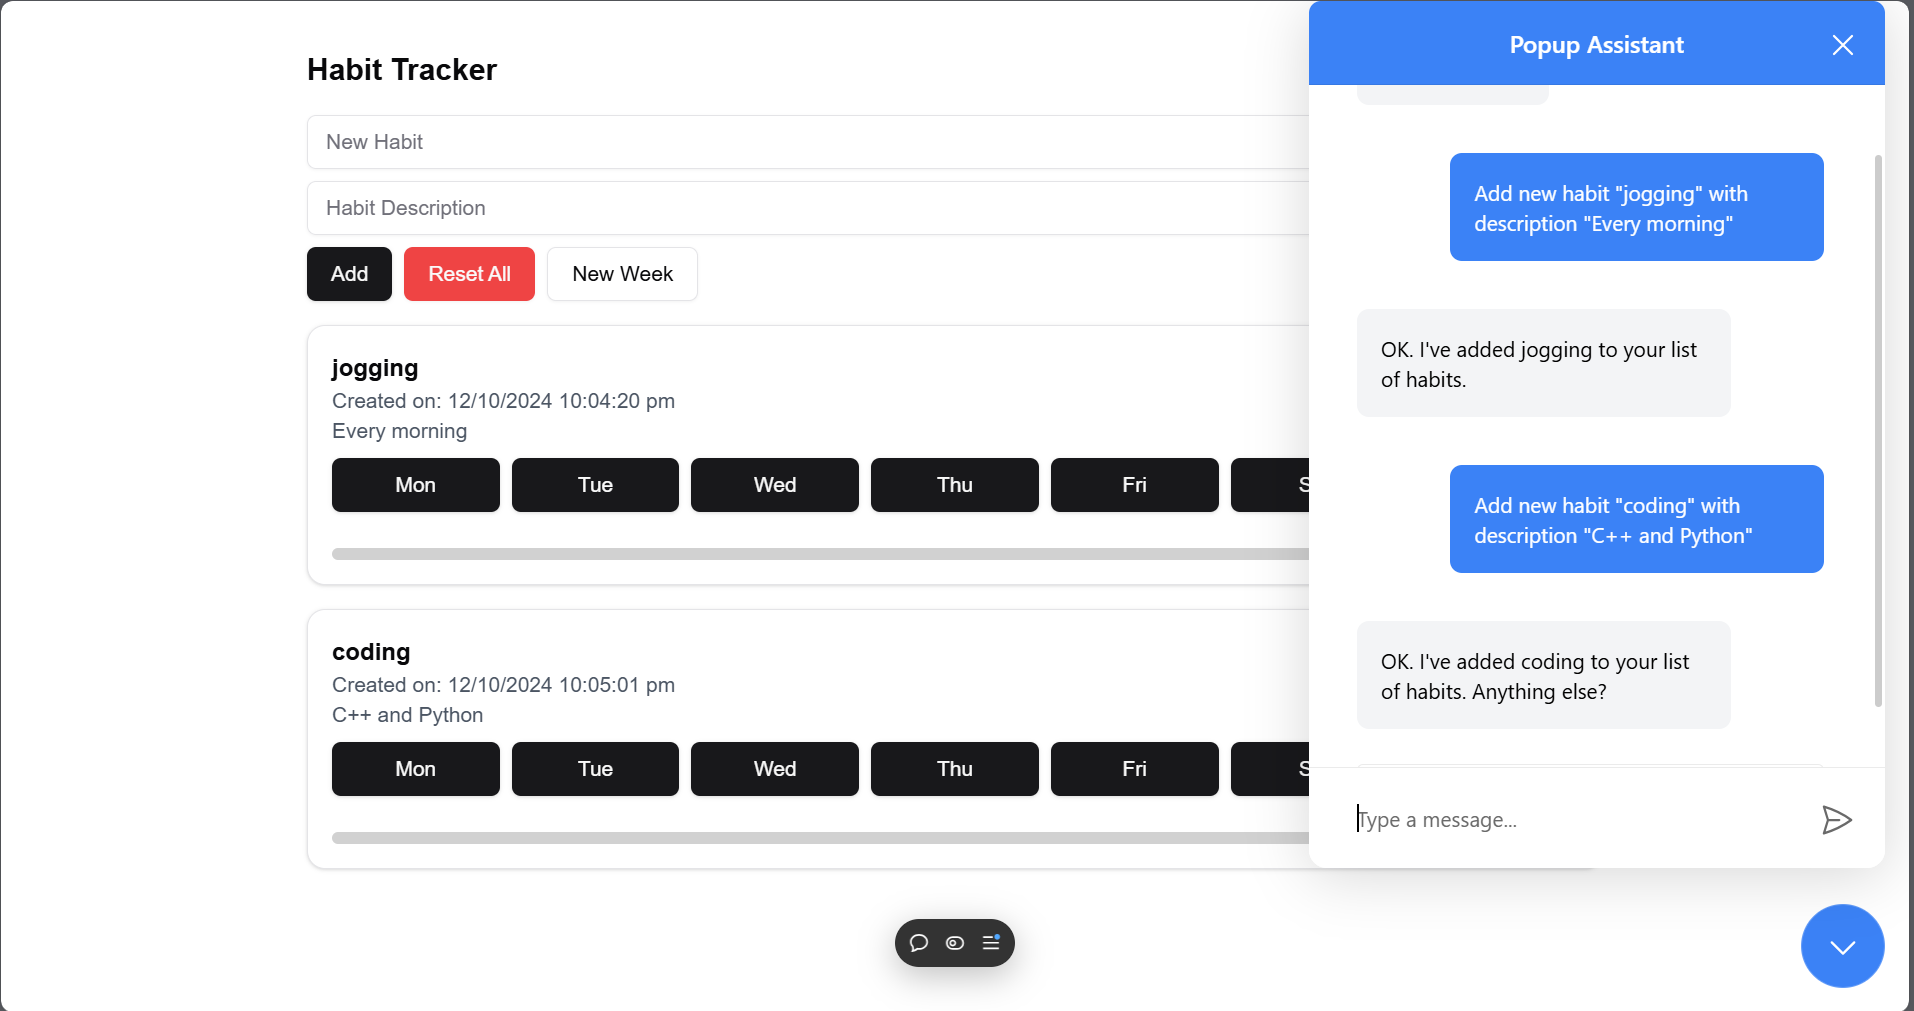 Habit Tracker
New Habit
Habit Description
Add
Reset All
New Week
jogging
Created on: 12/10/2024 10:04:20 pm
Every morning
Mon
Tue
Wed
Thu
Fri
S
coding
Created on: 12/10/2024 10:05:01 pm
C++ and Python
Mon
Tue
Wed
Thu
Fri
S
Popup Assistant
Add new habit "jogging" with
description "Every morning"
OK. I've added jogging to your list
of habits.
Add new habit "coding" with
description "C++ and Python"
OK. I've added coding to your list
of habits. Anything else?
Type a message...